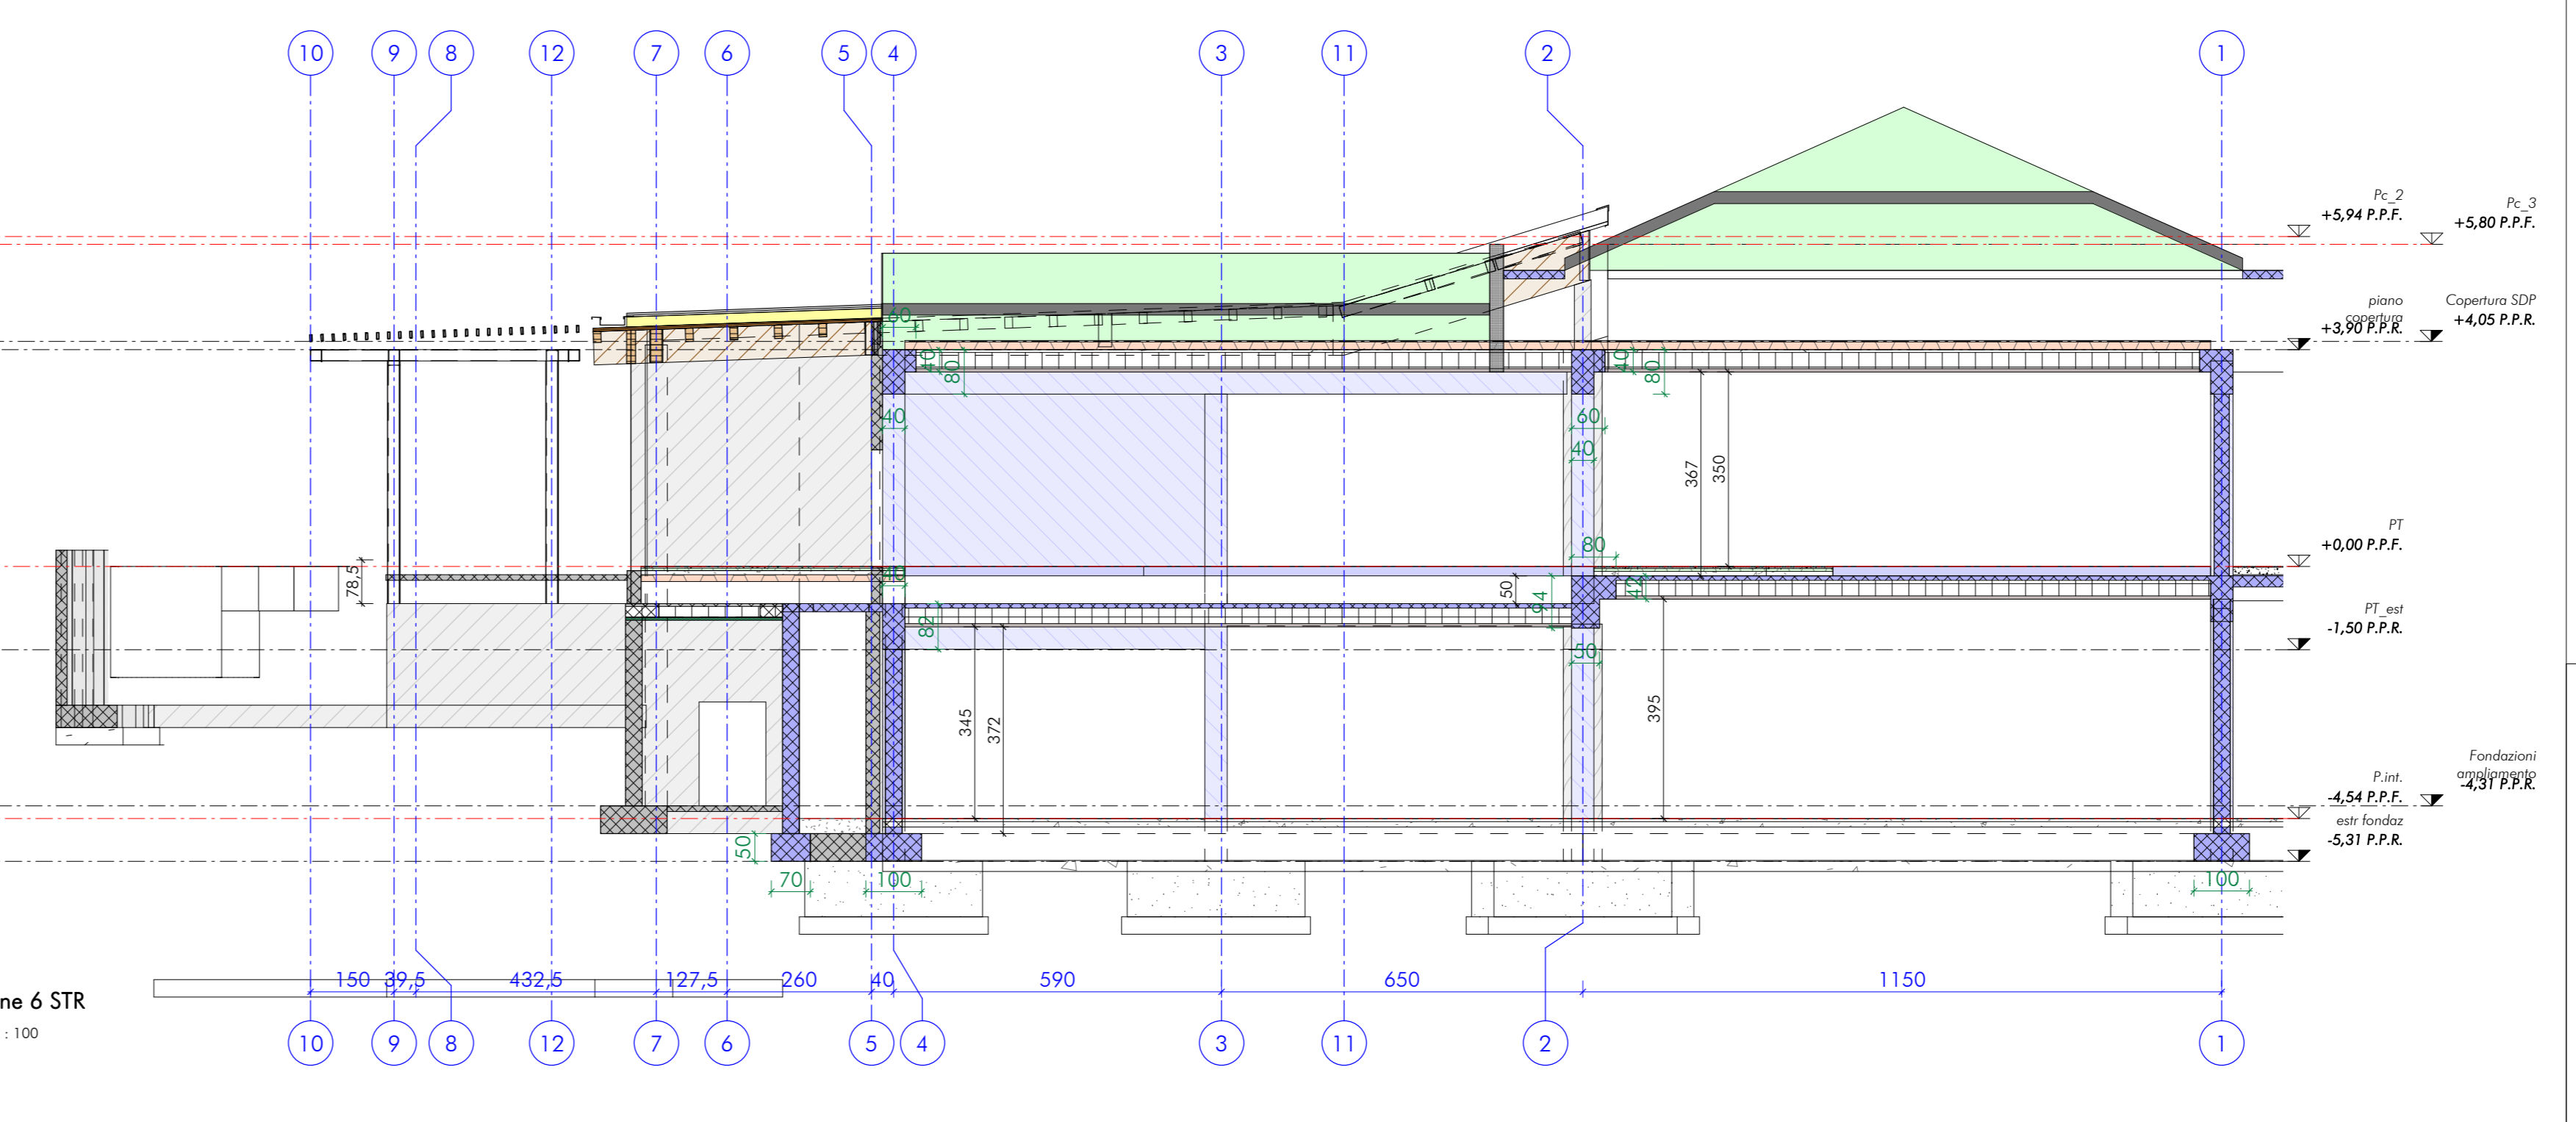 10 9 8 12 7 6 5 4 3 11 2 1
Pc_2
+5,94 P.P.F.
Pc_3
+5,80 P.P.F.
piano
copertura
+3,90 P.P.R.
Copertura SDP
+4,05 P.P.R.
60
40
80
40
80
40
60
40
367
350
PT
+0,00 P.P.F.
78,5
40
80
50
94
42
82
50
PT_est
-1,50 P.P.R.
345
372
395
Fondazioni
ampliamento
-4,31 P.P.R.
P.int.
-4,54 P.P.F.
estr fondaz
-5,31 P.P.R.
50
70
100
100
150 39,5 432,5 127,5 260 40 590 650 1150
ne 6 STR
: 100
10 9 8 12 7 6 5 4 3 11 2 1